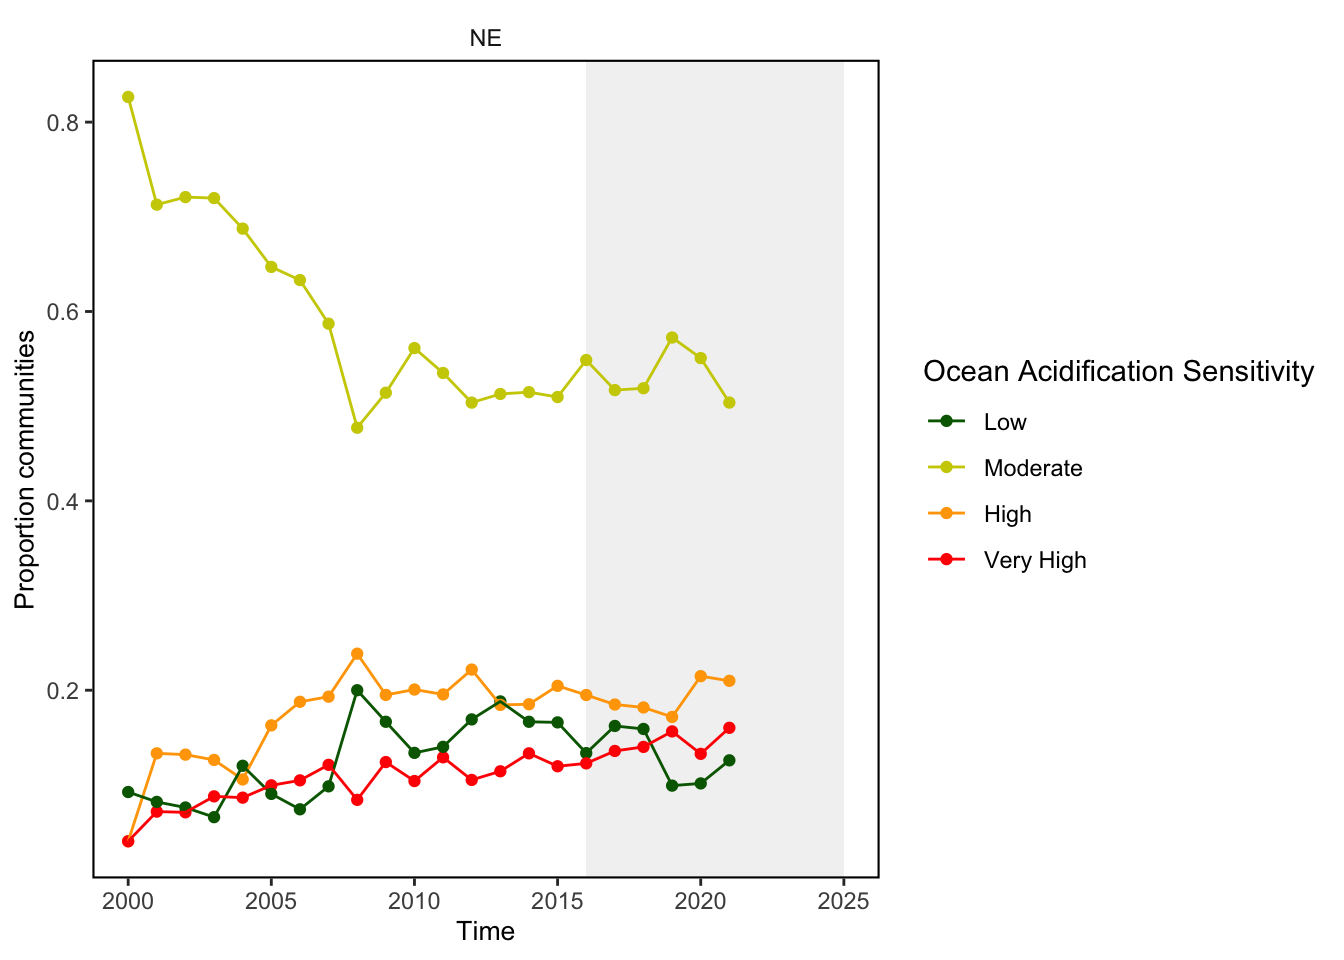 NE
Proportion communities
0.8
0.6
0.4
0.2
2000 2005 2010 2015 2020 2025
Time
Ocean Acidification Sensitivity
Low
Moderate
High
Very High